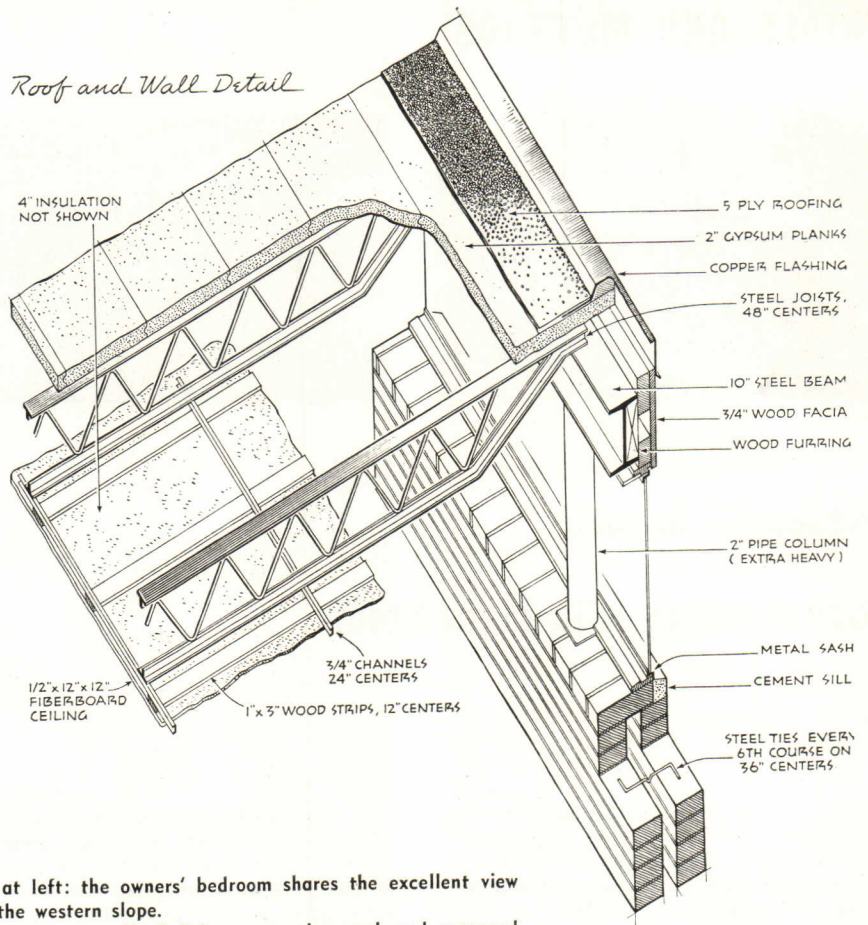 Roof and Wall Detail
4" INSULATION
NOT SHOWN
5 PLY ROOFING
2" GYPSUM PLANKS
COPPER FLASHING
STEEL JOISTS,
48" CENTERS
10" STEEL BEAM
3/4" WOOD FACIA
WOOD FURRING
2" PIPE COLUMN
( EXTRA HEAVY )
METAL SASH
CEMENT SILL
STEEL TIES EVERY
6TH COURSE ON
36" CENTERS
3/4" CHANNELS
24" CENTERS
1/2" x 12" x 12"
FIBERBOARD
CEILING
1" x 3" WOOD STRIPS, 12" CENTERS
at left: the owners' bedroom shares the excellent view
the western slope.